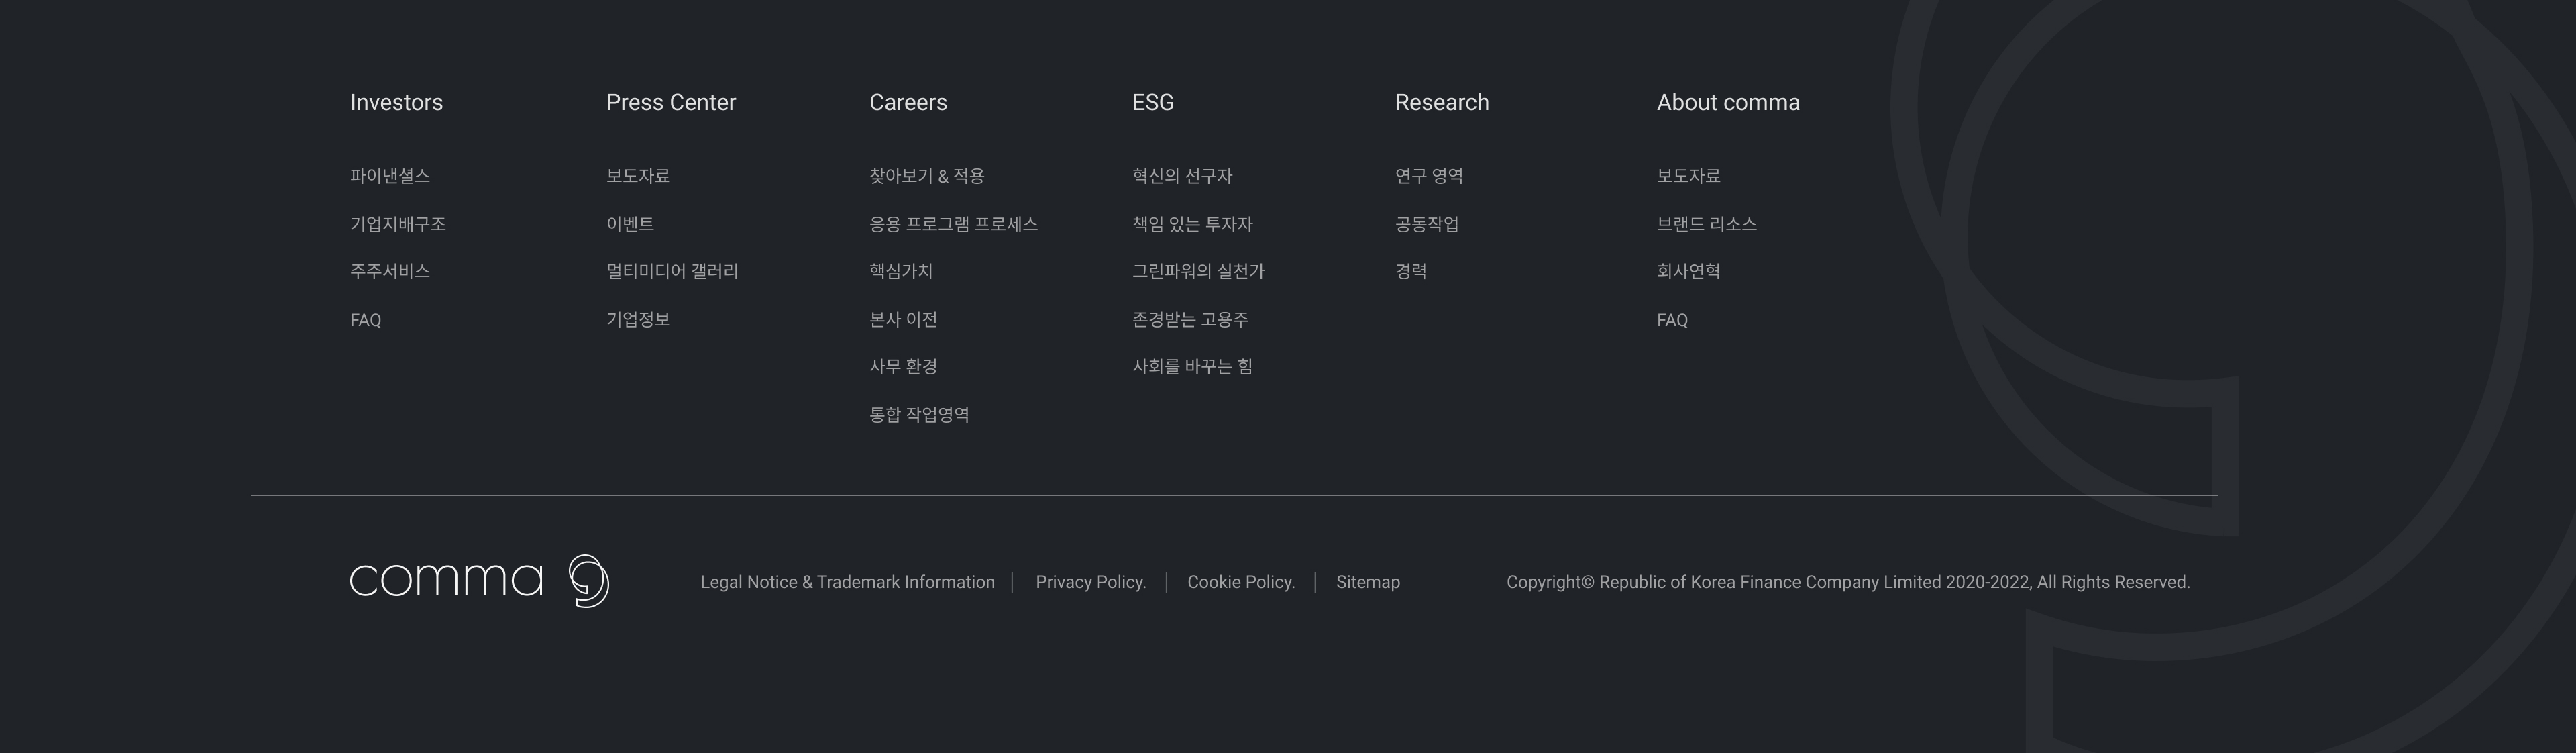 Investors
파이낸셜스
기업지배구조
주주서비스
FAQ
Press Center
보도자료
이벤트
멀티미디어 갤러리
기업정보
Careers
찾아보기 & 적용
응용 프로그램 프로세스
핵심가치
본사 이전
사무 환경
통합 작업영역
ESG
혁신의 선구자
책임 있는 투자자
그린파워의 실천가
존경받는 고용주
사회를 바꾸는 힘
Research
연구 영역
공동작업
경력
About comma
보도자료
브랜드 리소스
회사연혁
FAQ
comma
Legal Notice & Trademark Information | Privacy Policy. | Cookie Policy. | Sitemap
Copyright© Republic of Korea Finance Company Limited 2020-2022, All Rights Reserved.